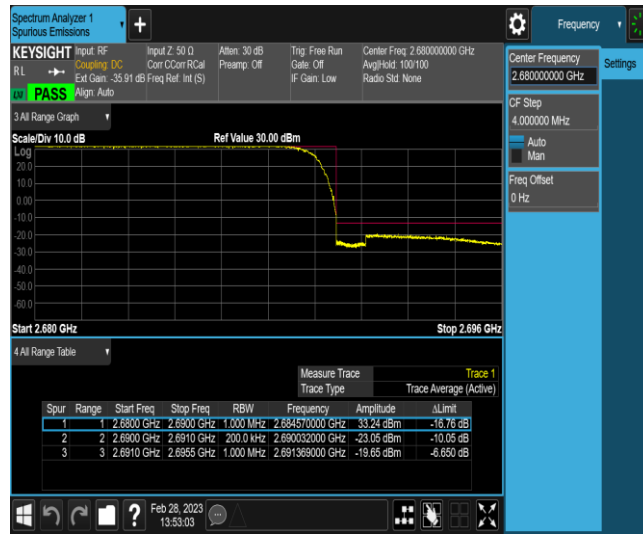 Spectrum Analyzer 1
Spurious Emissions
Frequency
KEYSIGHT
R L
LXI
PASS
Input: RF
Coupling: DC
Ext Gain: -35.91 dB
Align: Auto
Input Z: 50 Ω
Corr CCorr RCal
Freq Ref: Int (S)
Atten: 30 dB
Preamp: Off
Trig: Free Run
Gate: Off
IF Gain: Low
Center Freq: 2.680000000 GHz
Avg|Hold: 100/100
Radio Std: None
Center Frequency
2.680000000 GHz
Settings
CF Step
4.000000 MHz
Auto
Man
Freq Offset
0 Hz
3 All Range Graph
Scale/Div 10.0 dB
Ref Value 30.00 dBm
Log
20.0
10.0
0.00
-10.0
-20.0
-30.0
-40.0
-50.0
-60.0
Start 2.680 GHz
Stop 2.696 GHz
4 All Range Table
Measure Trace Trace 1
Trace Type Trace Average (Active)
Spur Range Start Freq Stop Freq RBW Frequency Amplitude ΔLimit
1 1 2.6800 GHz 2.6900 GHz 1.000 MHz 2.684570000 GHz 33.24 dBm -16.76 dB
2 2 2.6900 GHz 2.6910 GHz 200.0 kHz 2.690032000 GHz -23.05 dBm -10.05 dB
3 3 2.6910 GHz 2.6955 GHz 1.000 MHz 2.691369000 GHz -19.65 dBm -6.650 dB
Feb 28, 2023
13:53:03